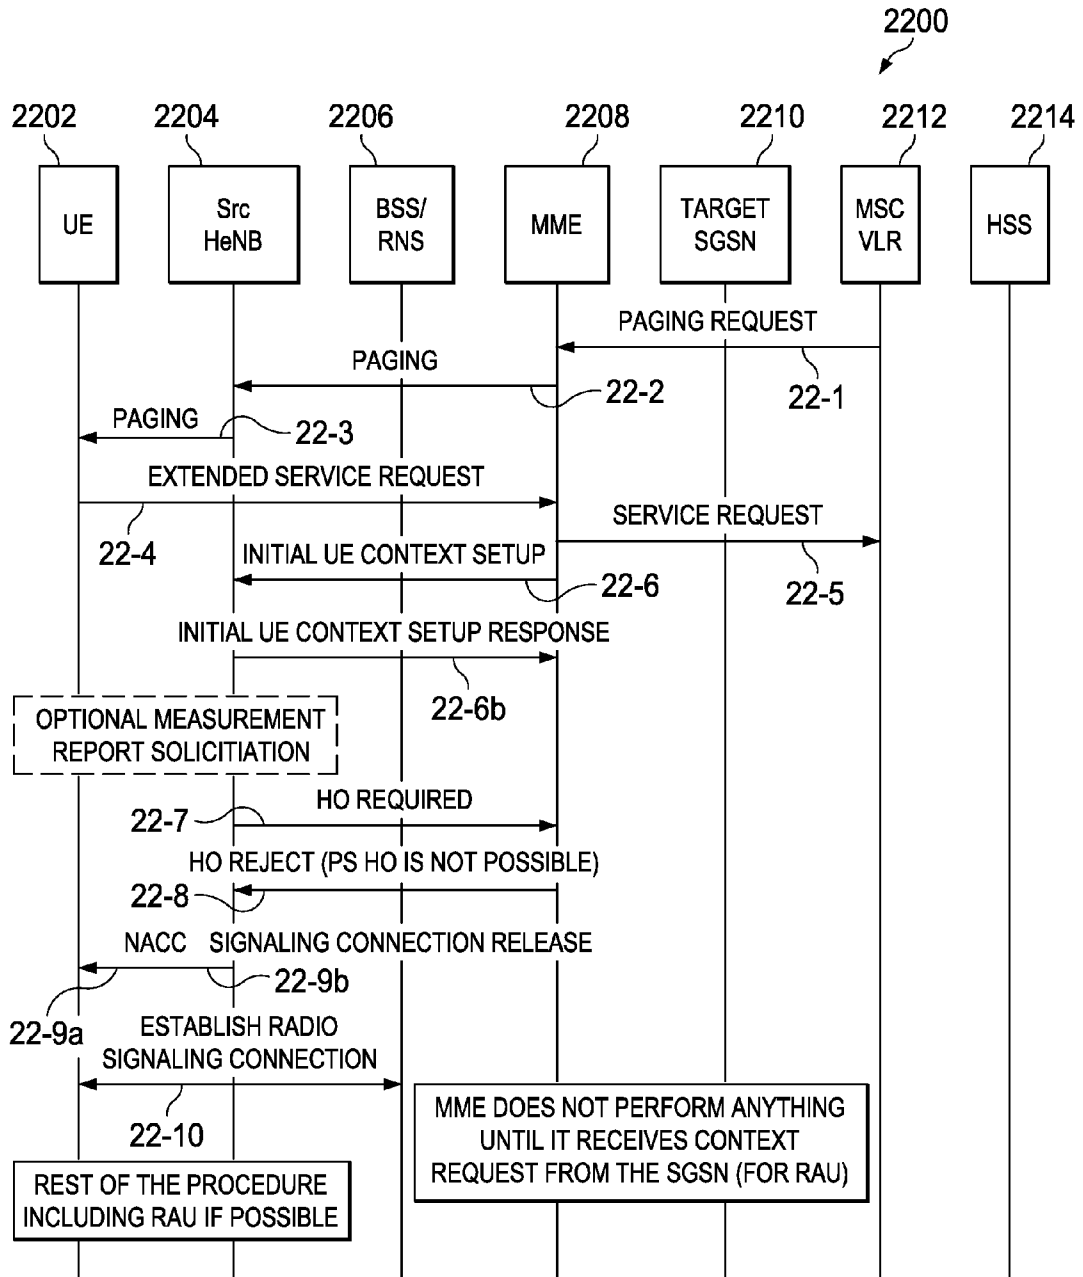 2200
2202
2204
2206
2208
2210
2212
2214
UE
Src
HeNB
BSS/
RNS
MME
TARGET
SGSN
MSC
VLR
HSS
PAGING REQUEST
22-1
PAGING
22-2
PAGING
22-3
EXTENDED SERVICE REQUEST
22-4
SERVICE REQUEST
22-5
INITIAL UE CONTEXT SETUP
22-6
INITIAL UE CONTEXT SETUP RESPONSE
22-6b
OPTIONAL MEASUREMENT
REPORT SOLICITIATION
HO REQUIRED
22-7
HO REJECT (PS HO IS NOT POSSIBLE)
22-8
NACC SIGNALING CONNECTION RELEASE
22-9b
22-9a
ESTABLISH RADIO
SIGNALING CONNECTION
22-10
MME DOES NOT PERFORM ANYTHING
UNTIL IT RECEIVES CONTEXT
REQUEST FROM THE SGSN (FOR RAU)
REST OF THE PROCEDURE
INCLUDING RAU IF POSSIBLE